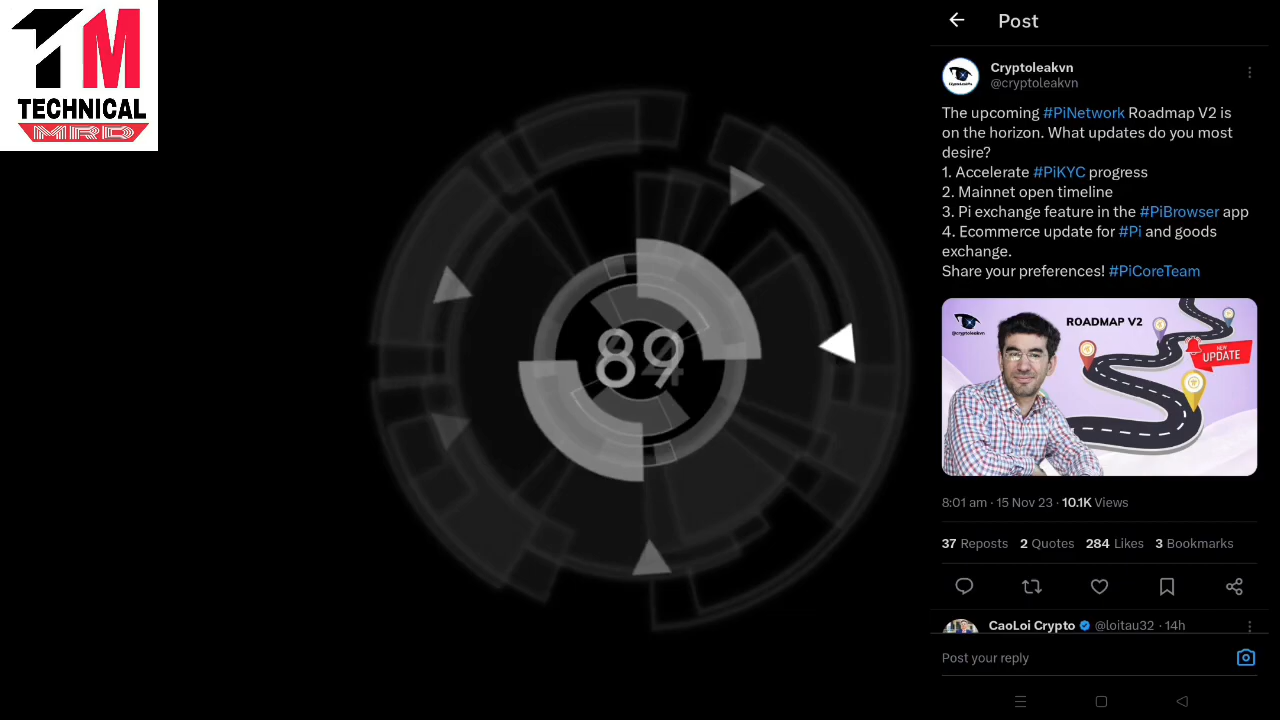 TM
TECHNICAL
MRD
89
Post
Cryptoleakvn
@cryptoleakvn
The upcoming #PiNetwork Roadmap V2 is
on the horizon. What updates do you most
desire?
1. Accelerate #PiKYC progress
2. Mainnet open timeline
3. Pi exchange feature in the #PiBrowser app
4. Ecommerce update for #Pi and goods
exchange.
Share your preferences! #PiCoreTeam
@cryptoleakvn
ROADMAP V2
NEW
UPDATE
8:01 am · 15 Nov 23 · 10.1K Views
37 Reposts 2 Quotes 284 Likes 3 Bookmarks
CaoLoi Crypto @loitau32 · 14h
Post your reply